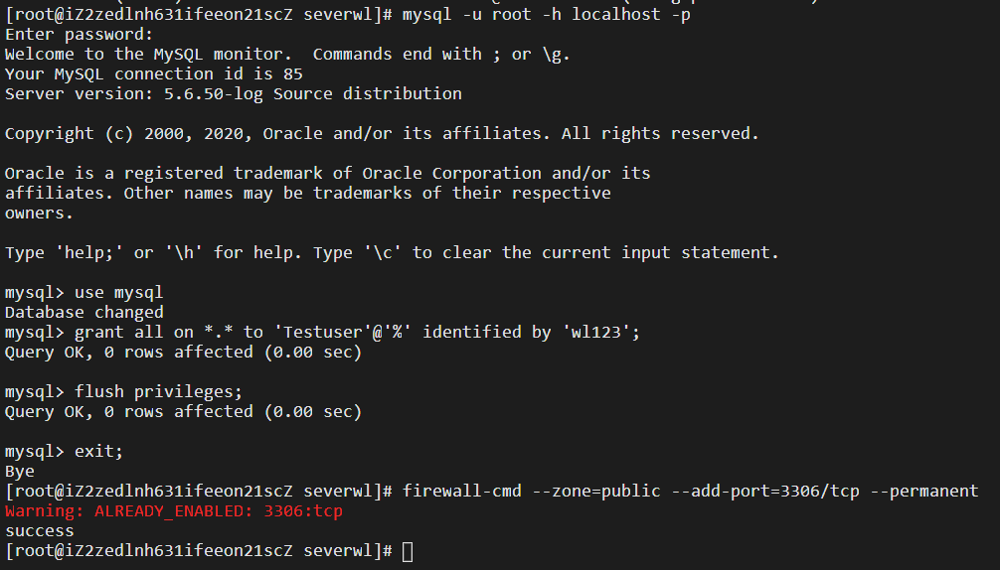 [root@iZ2zedlnh631ifeeon21scZ severwl]# mysql -u root -h localhost -p
Enter password:
Welcome to the MySQL monitor.  Commands end with ; or \g.
Your MySQL connection id is 85
Server version: 5.6.50-log Source distribution

Copyright (c) 2000, 2020, Oracle and/or its affiliates. All rights reserved.

Oracle is a registered trademark of Oracle Corporation and/or its
affiliates. Other names may be trademarks of their respective
owners.

Type 'help;' or '\h' for help. Type '\c' to clear the current input statement.

mysql> use mysql
Database changed
mysql> grant all on *.* to 'Testuser'@'%' identified by 'wl123';
Query OK, 0 rows affected (0.00 sec)

mysql> flush privileges;
Query OK, 0 rows affected (0.00 sec)

mysql> exit;
Bye
[root@iZ2zedlnh631ifeeon21scZ severwl]# firewall-cmd --zone=public --add-port=3306/tcp --permanent
Warning: ALREADY_ENABLED: 3306:tcp
success
[root@iZ2zedlnh631ifeeon21scZ severwl]#